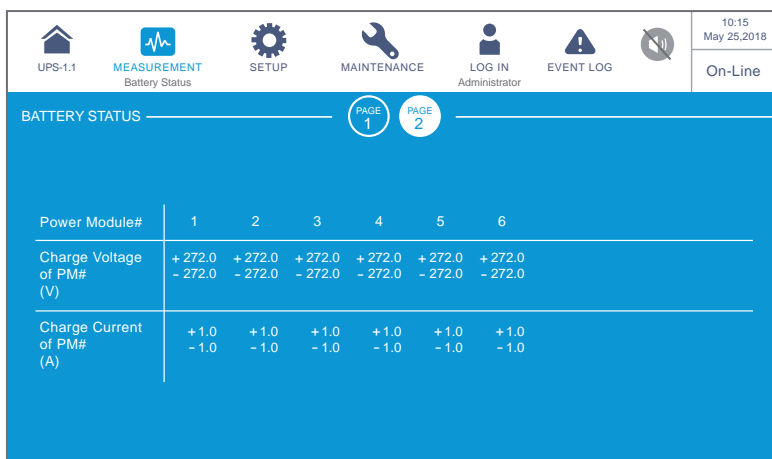 10:15
May 25,2018
UPS-1.1 MEASUREMENT SETUP MAINTENANCE LOG IN EVENT LOG
Battery Status Administrator
On-Line
BATTERY STATUS
PAGE 1 PAGE 2
Power Module# 1 2 3 4 5 6
Charge Voltage +272.0 +272.0 +272.0 +272.0 +272.0 +272.0
of PM# -272.0 -272.0 -272.0 -272.0 -272.0 -272.0
(V)
Charge Current +1.0 +1.0 +1.0 +1.0 +1.0 +1.0
of PM# -1.0 -1.0 -1.0 -1.0 -1.0 -1.0
(A)